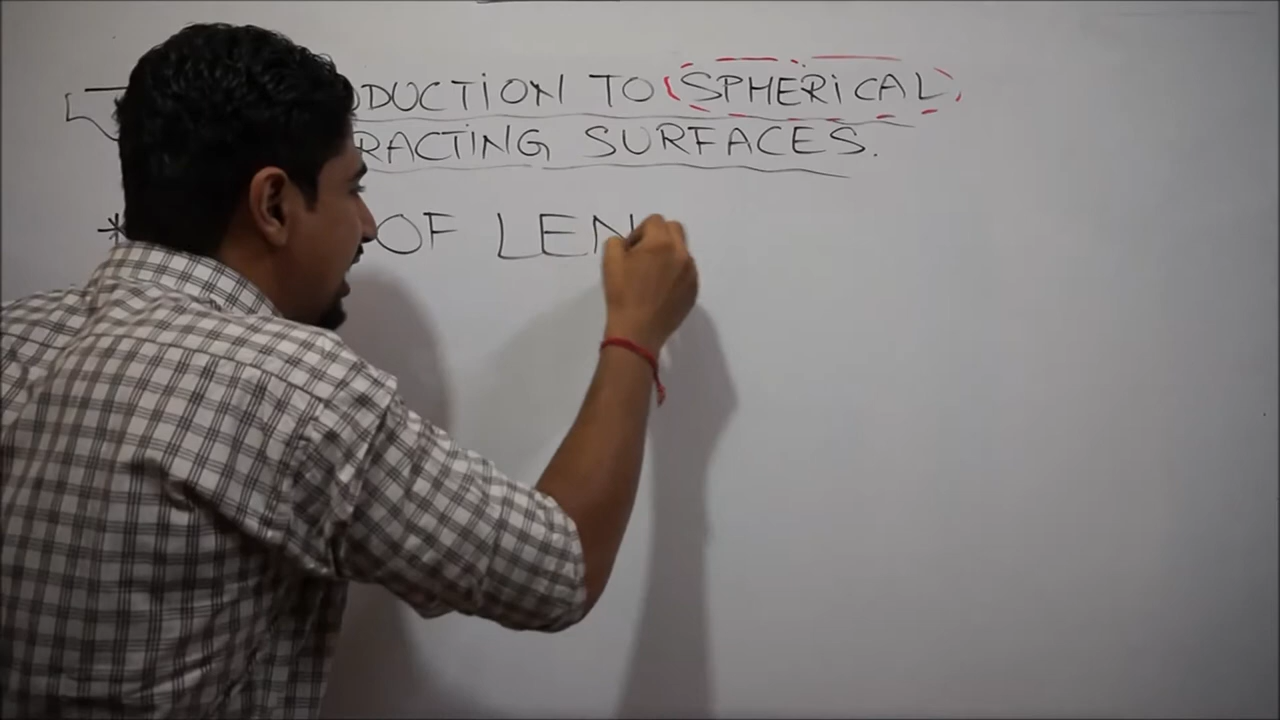 DUCTION TO SPHERICAL
RACTING SURFACES.
* OF LEN